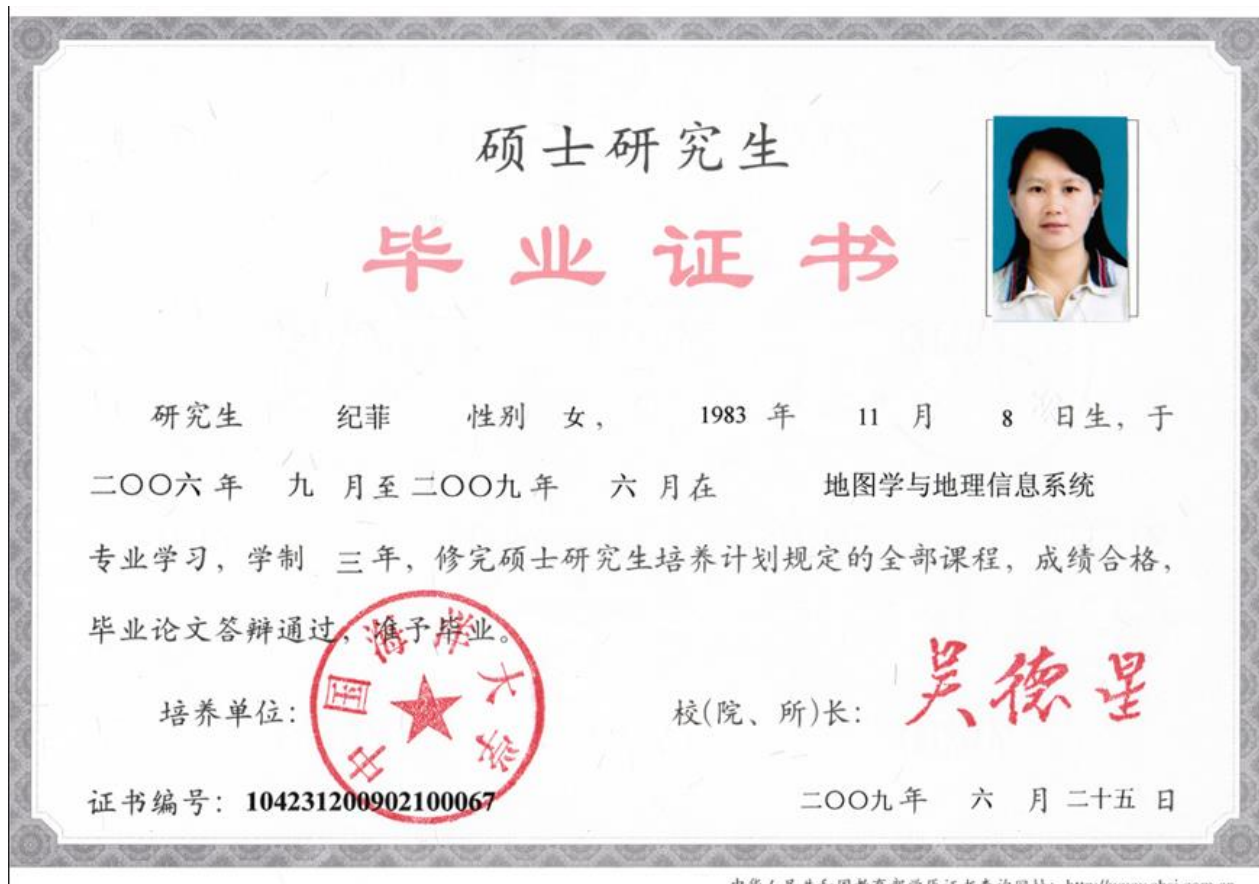 硕士研究生
毕业证书
研究生 纪菲 性别 女， 1983 年 11 月 8 日生，于
二〇〇六年 九 月至二〇〇九年 六 月在 地图学与地理信息系统
专业学习，学制 三年，修完硕士研究生培养计划规定的全部课程，成绩合格，
毕业论文答辩通过，准予毕业。
中国海洋大学
培养单位：
校(院、所)长： 吴德星
证书编号：104231200902100067
二〇〇九年 六 月 二十五 日